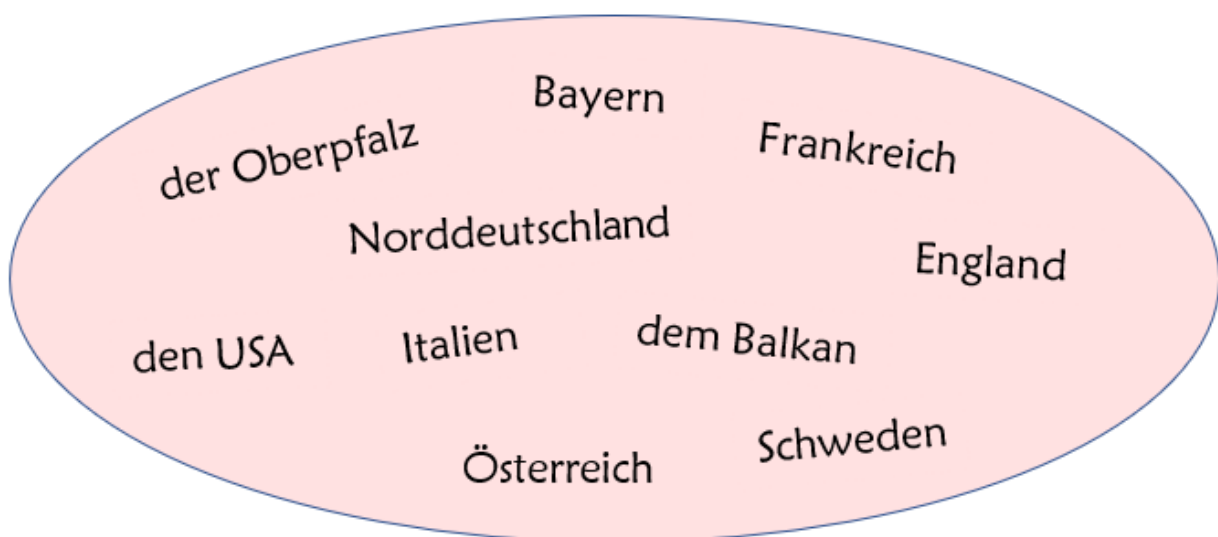 Bayern
der Oberpfalz
Frankreich
Norddeutschland
England
den USA
Italien
dem Balkan
Österreich
Schweden